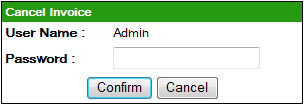 Cancel Invoice
User Name : Admin
Password :
Confirm Cancel